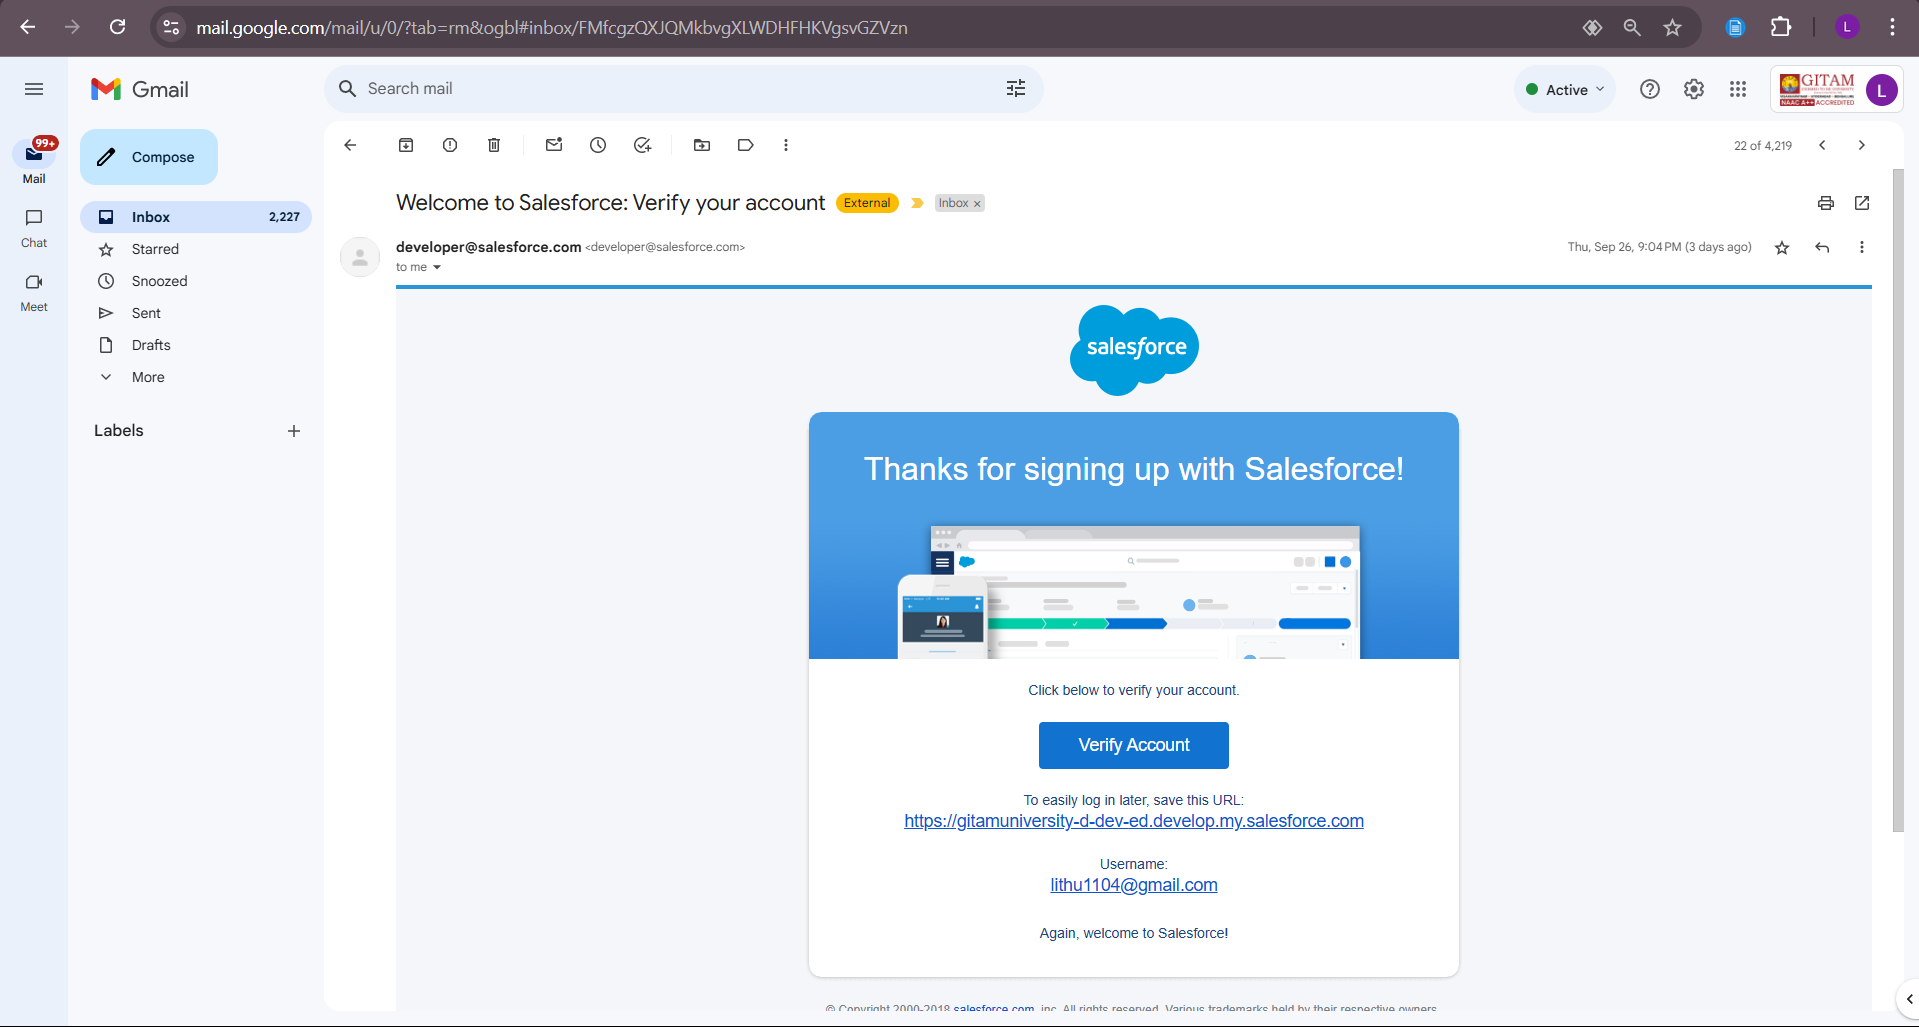 mail.google.com/mail/u/0/?tab=rm&ogbl#inbox/FMfcgzQXJQMkbvgXLWDHFHKVgsvGZVzn
L
Gmail
Search mail
Active
GITAM
NAAC A++ ACCREDITED
L
99+
Mail
Chat
Meet
Compose
Inbox 2,227
Starred
Snoozed
Sent
Drafts
More
Labels
22 of 4,219
Welcome to Salesforce: Verify your account External Inbox x
developer@salesforce.com <developer@salesforce.com>
Thu, Sep 26, 9:04 PM (3 days ago)
to me
salesforce
Thanks for signing up with Salesforce!
Click below to verify your account.
Verify Account
To easily log in later, save this URL:
https://gitamuniversity-d-dev-ed.develop.my.salesforce.com
Username:
lithu1104@gmail.com
Again, welcome to Salesforce!
© Copyright 2000-2018 salesforce.com, inc. All rights reserved. Various trademarks held by their respective owners.